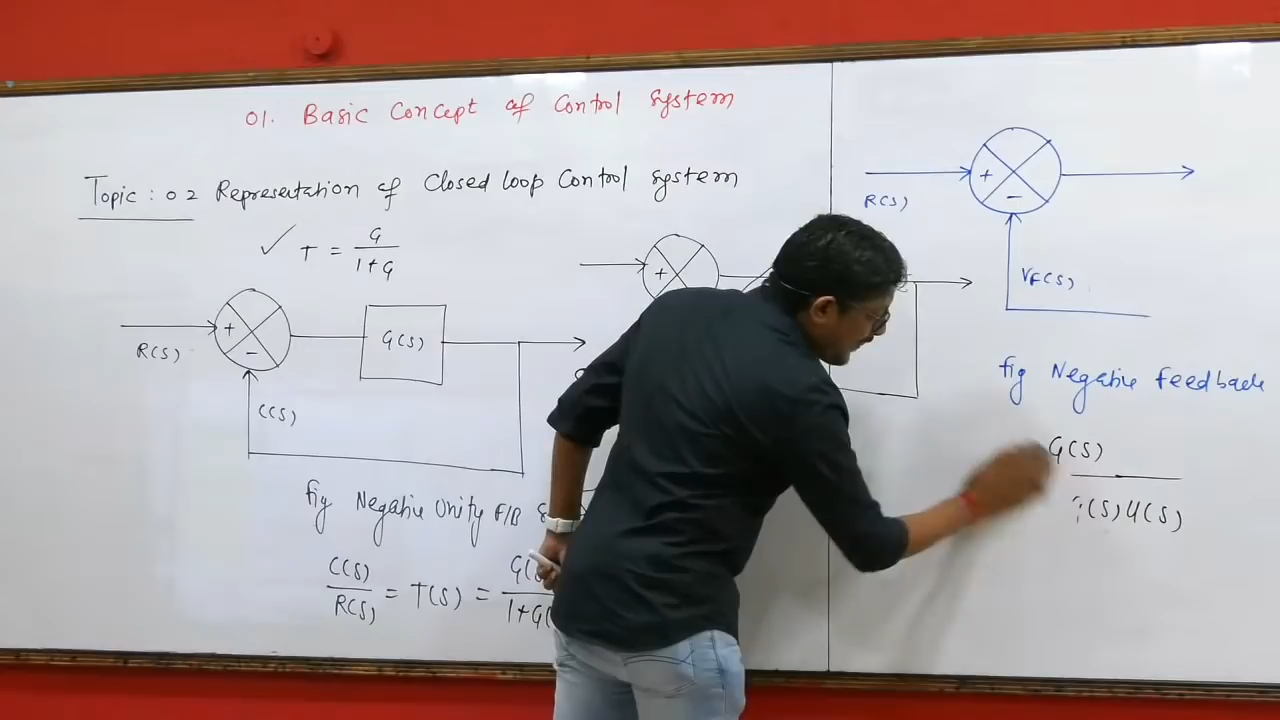 01. Basic Concept of Control System
Topic : 02 Representation of Closed loop Control System
✓ T = G
1+G
+
-
R(S)
G(S)
C(S)
fig Negative Unity F/B
C(S)
R(S)
= T(S) =
G(
1+G(
+
+
-
R(S)
VF(S)
fig Negative feedback
G(S)
(S)H(S)